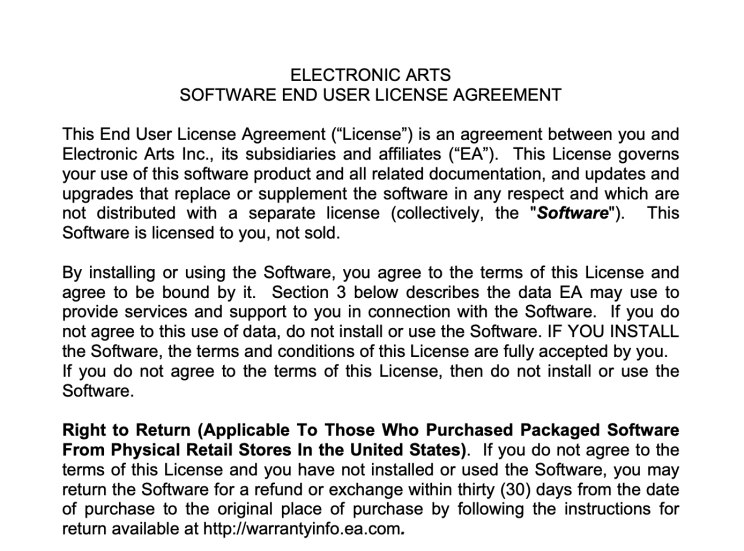 ELECTRONIC ARTS
SOFTWARE END USER LICENSE AGREEMENT
This End User License Agreement (“License”) is an agreement between you and
Electronic Arts Inc., its subsidiaries and affiliates (“EA”).  This License governs
your use of this software product and all related documentation, and updates and
upgrades that replace or supplement the software in any respect and which are
not distributed with a separate license (collectively, the "Software").  This
Software is licensed to you, not sold.
By installing or using the Software, you agree to the terms of this License and
agree to be bound by it.  Section 3 below describes the data EA may use to
provide services and support to you in connection with the Software.  If you do
not agree to this use of data, do not install or use the Software. IF YOU INSTALL
the Software, the terms and conditions of this License are fully accepted by you.
If you do not agree to the terms of this License, then do not install or use the
Software.
Right to Return (Applicable To Those Who Purchased Packaged Software
From Physical Retail Stores In the United States).  If you do not agree to the
terms of this License and you have not installed or used the Software, you may
return the Software for a refund or exchange within thirty (30) days from the date
of purchase to the original place of purchase by following the instructions for
return available at http://warrantyinfo.ea.com.